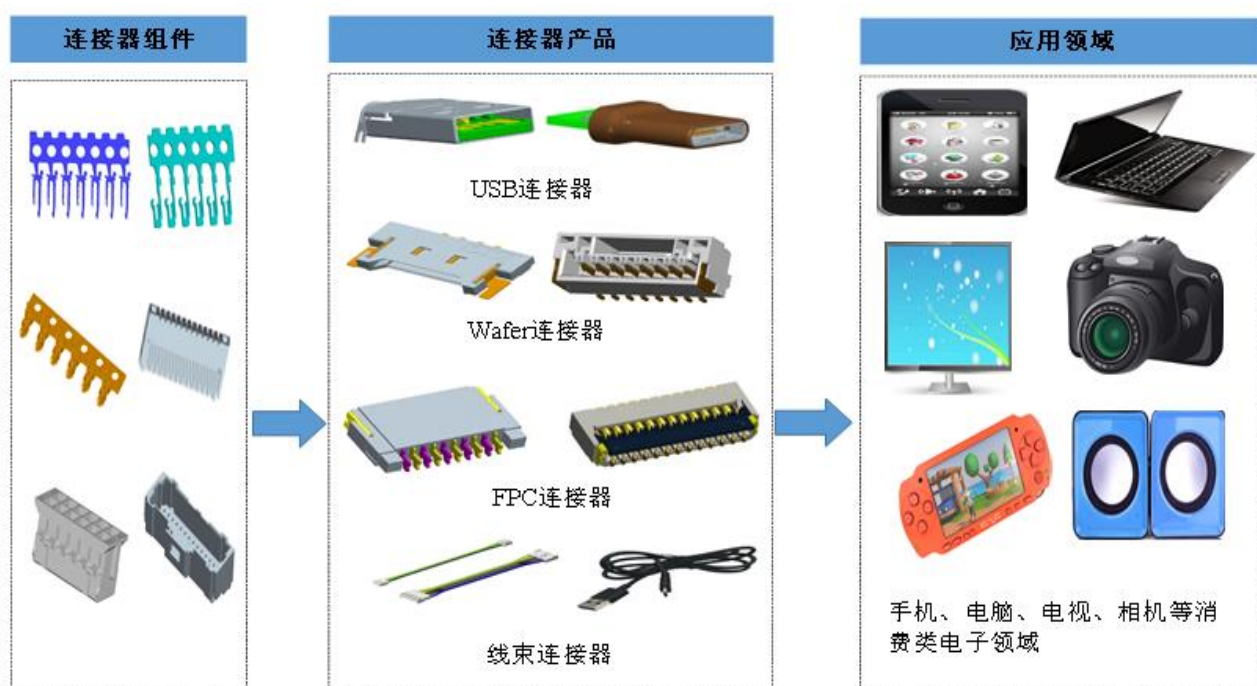 连接器组件
连接器产品
应用领域
USB连接器
Wafer连接器
FPC连接器
线束连接器
手机、电脑、电视、相机等消
费类电子领域